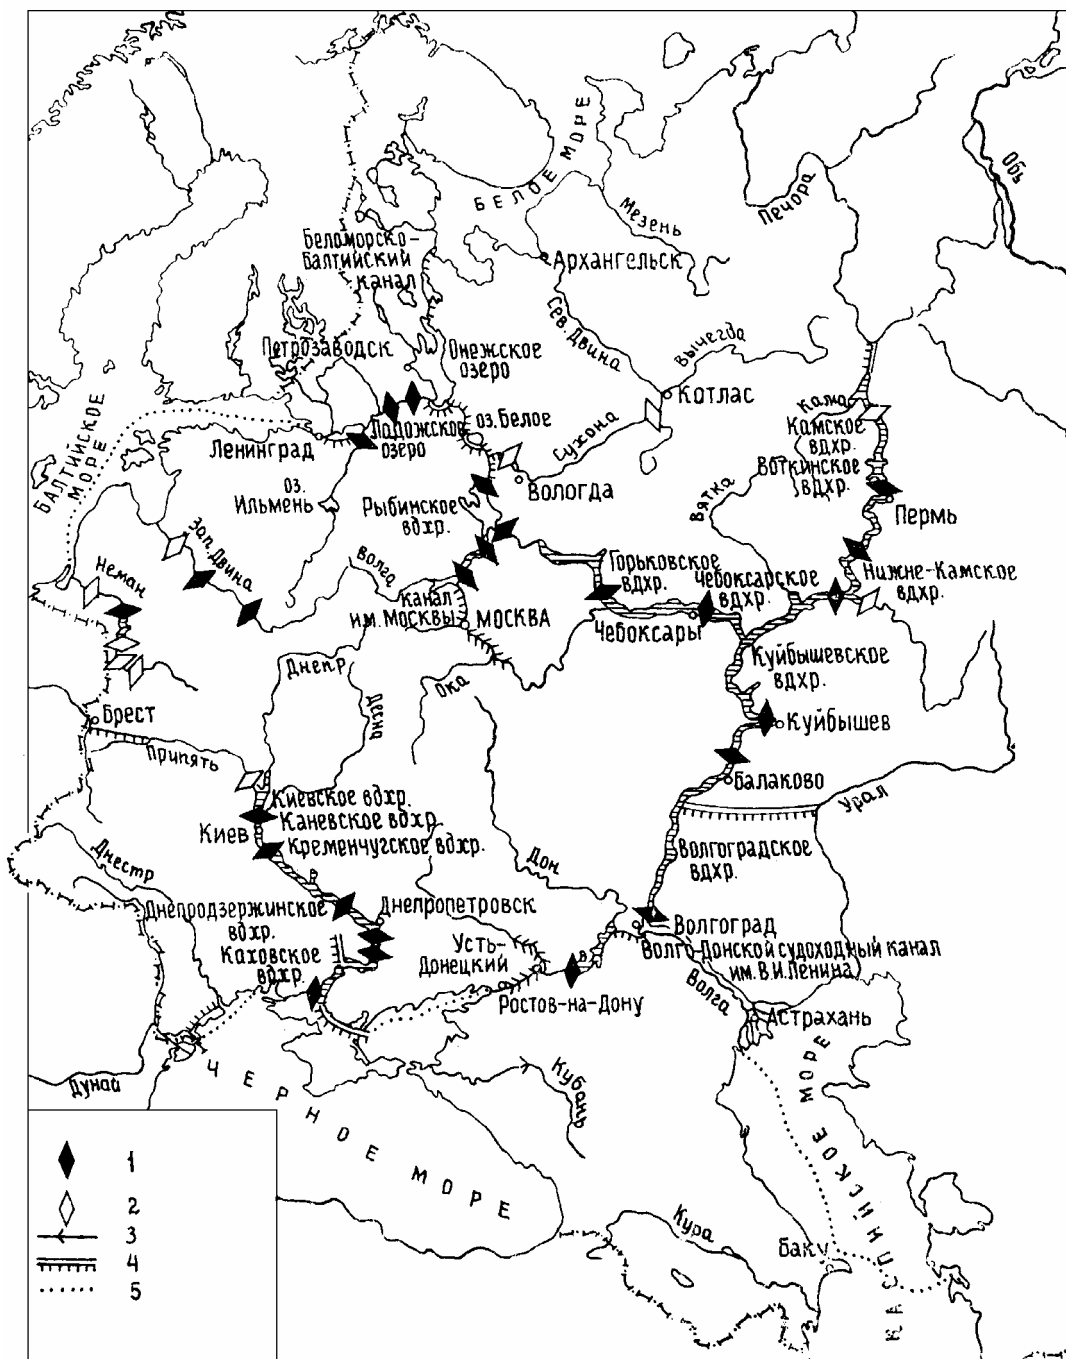 БЕЛОЕ МОРЕ
Мезень
Печора
Обь
Беломорско-
Балтийский
канал
Архангельск
Сев. Двина
Вычегда
Петрозаводск
Онежское
озеро
Котлас
Кама
Камское
вдхр.
БАЛТИЙСКОЕ
МОРЕ
Ленинград
Ладожское
озеро
оз. Белое
Сухона
Воткинское
вдхр.
оз.
Ильмень
Рыбинское
вдхр.
Вологда
Вятка
Пермь
Зап. Двина
Неман
Волга
канал
им. Москвы
МОСКВА
Горьковское
вдхр.
Чебоксарское
вдхр.
Нижне-Камское
вдхр.
Чебоксары
Днепр
Десна
Ока
Куйбышевское
вдхр.
Брест
Куйбышев
Припять
Балаково
Урал
Киевское вдхр.
Киев
Каневское вдхр.
Кременчугское вдхр.
Днестр
Дон
Волгоградское
вдхр.
Днепродзержинское
вдхр.
Днепропетровск
Каховское
вдхр.
Усть-
Донецкий
Волгоград
Волго-Донской судоходный канал
им. В.И.Ленина
Волга
Ростов-на-Дону
Астрахань
Дунай
Кубань
ЧЕРНОЕ МОРЕ
КАСПИЙСКОЕ МОРЕ
Кура
Баку
1
2
3
4
5